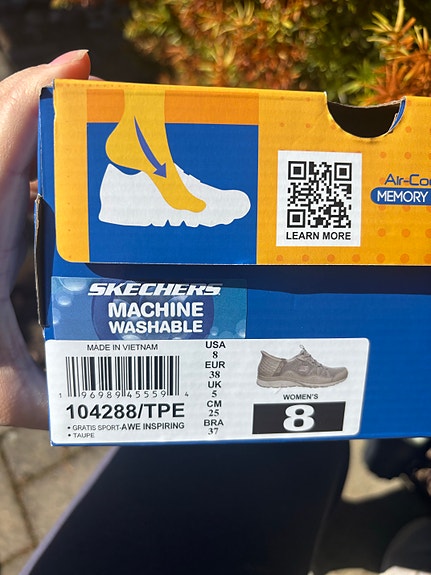 LEARN MORE
Air-Co
MEMORY
SKECHERS
MACHINE
WASHABLE
MADE IN VIETNAM
1 96989 45559 4
104288/TPE
• GRATIS SPORT-AWE INSPIRING
• TAUPE
USA
8
EUR
38
UK
5
CM
25
BRA
37
WOMEN'S
8